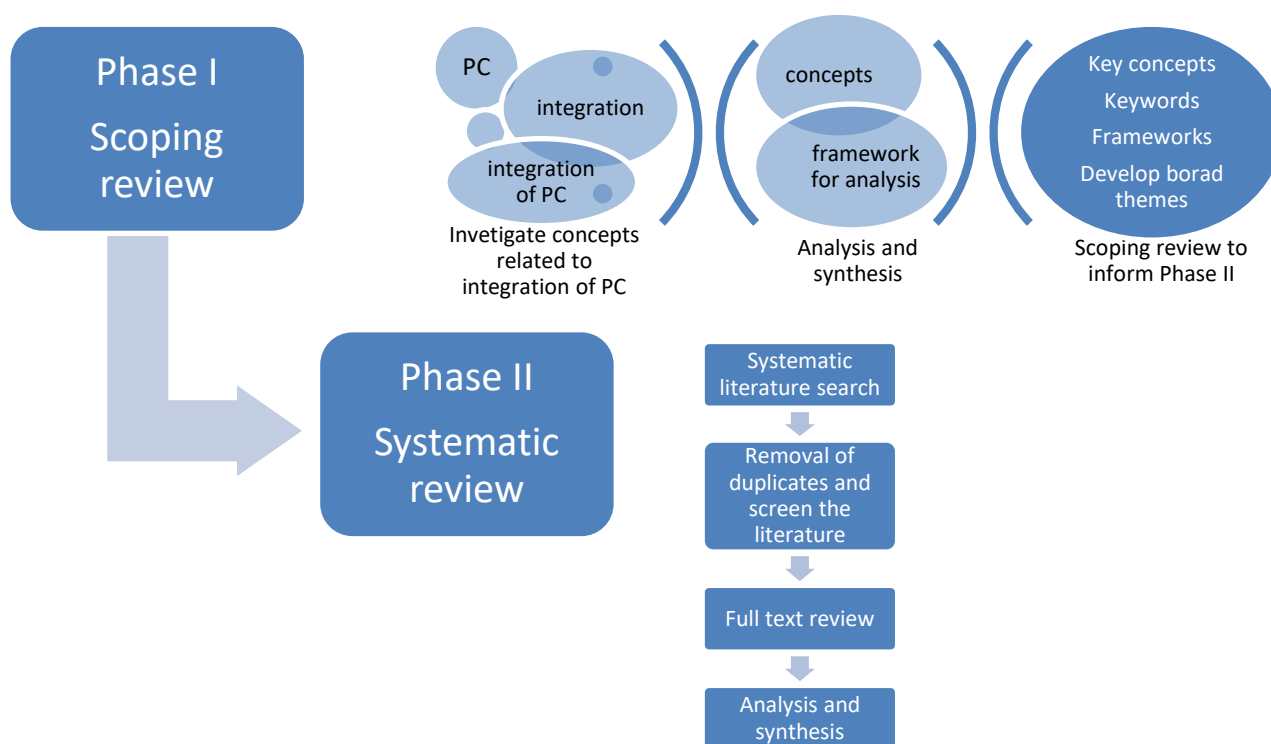 Phase I
Scoping
review
PC
integration
integration
of PC
Invetigate concepts
related to
integration of PC
concepts
framework
for analysis
Analysis and
synthesis
Key concepts
Keywords
Frameworks
Develop borad
themes
Scoping review to
inform Phase II
Phase II
Systematic
review
Systematic
literature search
Removal of
duplicates and
screen the
literature
Full text review
Analysis and
synthesis